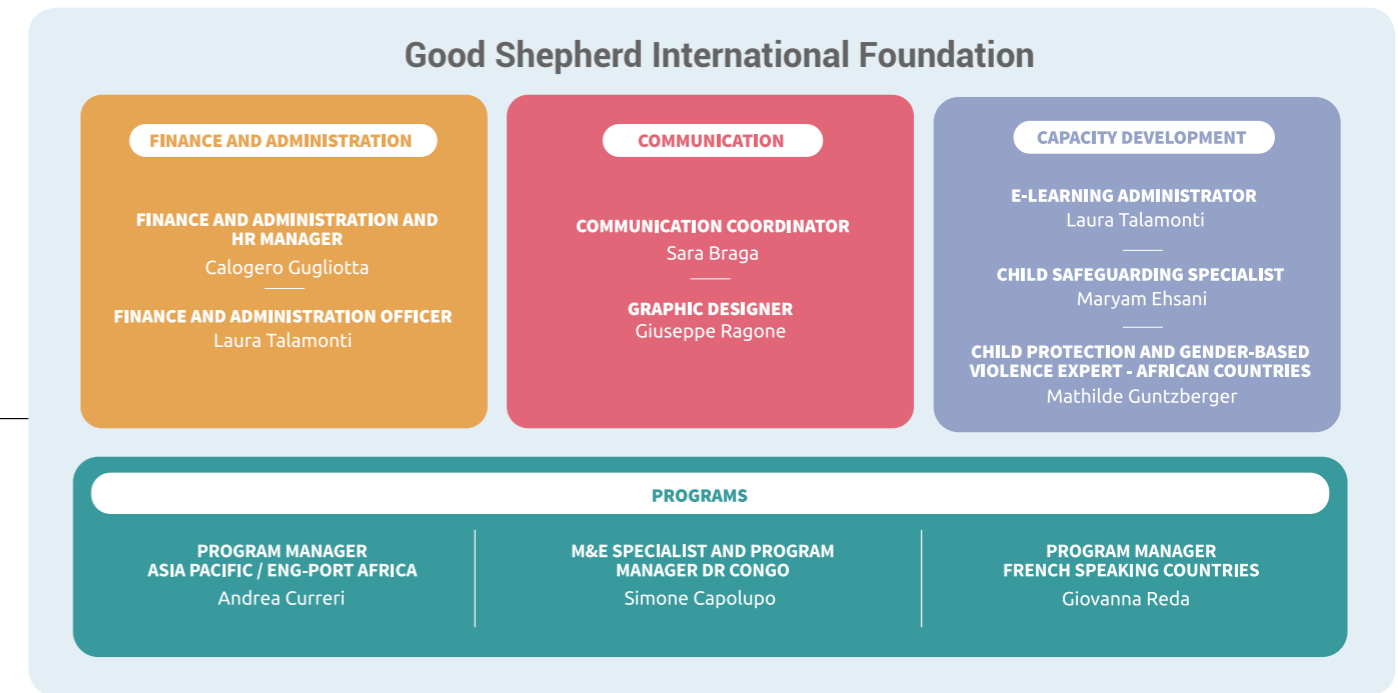 Good Shepherd International Foundation
FINANCE AND ADMINISTRATION
FINANCE AND ADMINISTRATION AND
HR MANAGER
Calogero Gugliotta
FINANCE AND ADMINISTRATION OFFICER
Laura Talamonti
COMMUNICATION
COMMUNICATION COORDINATOR
Sara Braga
GRAPHIC DESIGNER
Giuseppe Ragone
CAPACITY DEVELOPMENT
E-LEARNING ADMINISTRATOR
Laura Talamonti
CHILD SAFEGUARDING SPECIALIST
Maryam Ehsani
CHILD PROTECTION AND GENDER-BASED
VIOLENCE EXPERT - AFRICAN COUNTRIES
Mathilde Guntzberger
PROGRAMS
PROGRAM MANAGER
ASIA PACIFIC / ENG-PORT AFRICA
Andrea Curreri
M&E SPECIALIST AND PROGRAM
MANAGER DR CONGO
Simone Capolupo
PROGRAM MANAGER
FRENCH SPEAKING COUNTRIES
Giovanna Reda